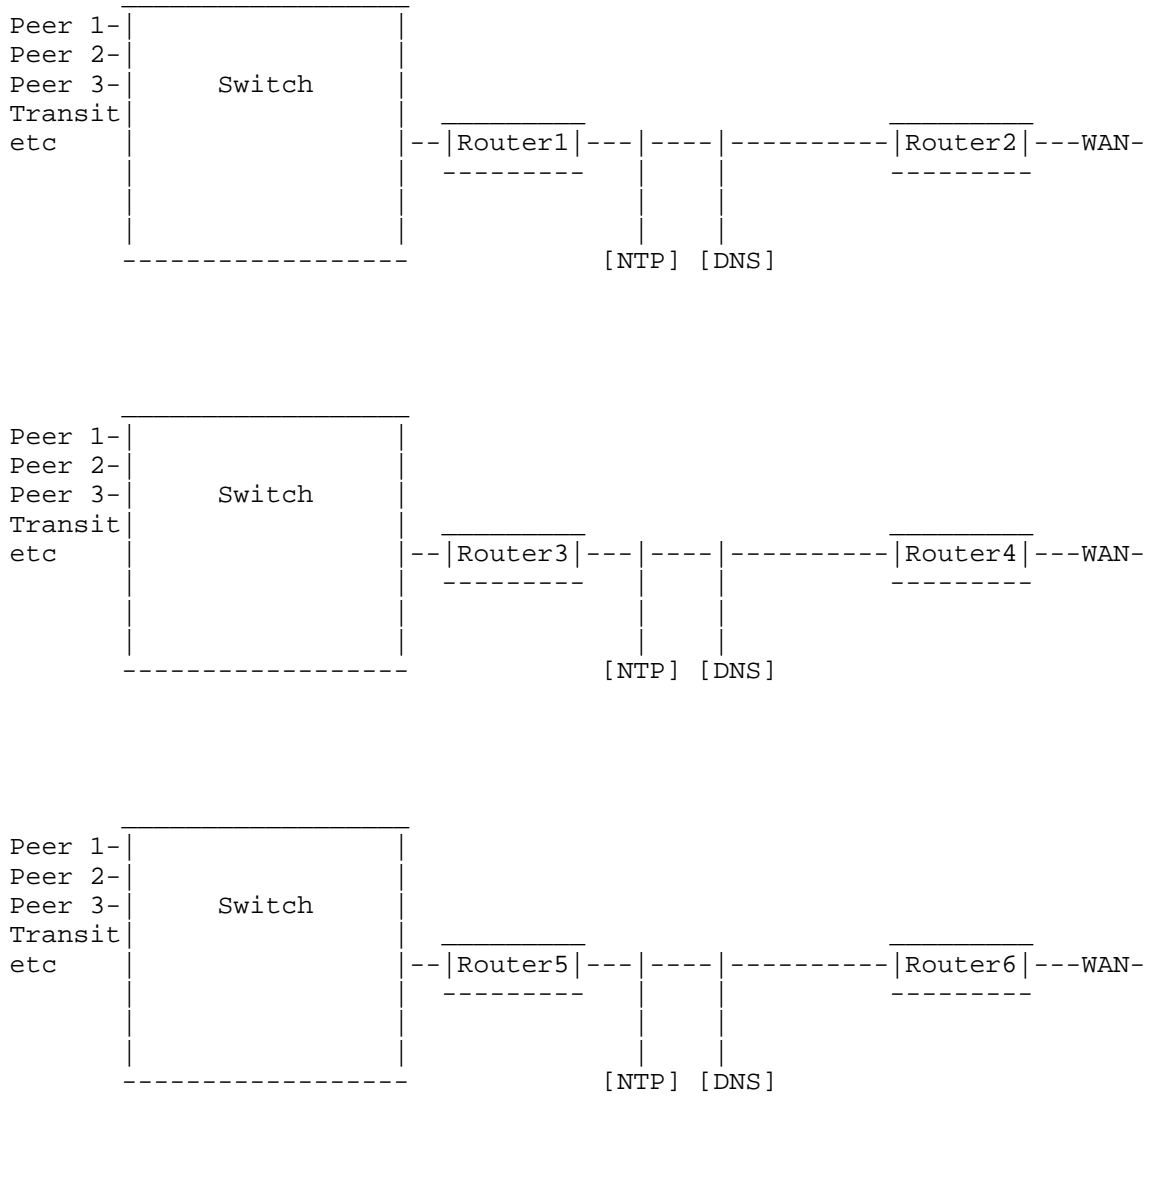 Peer 1-
Peer 2-
Peer 3- Switch
Transit
etc --|Router1|---|----|----------|Router2|---WAN-
[NTP] [DNS]
Peer 1-
Peer 2-
Peer 3- Switch
Transit
etc --|Router3|---|----|----------|Router4|---WAN-
[NTP] [DNS]
Peer 1-
Peer 2-
Peer 3- Switch
Transit
etc --|Router5|---|----|----------|Router6|---WAN-
[NTP] [DNS]